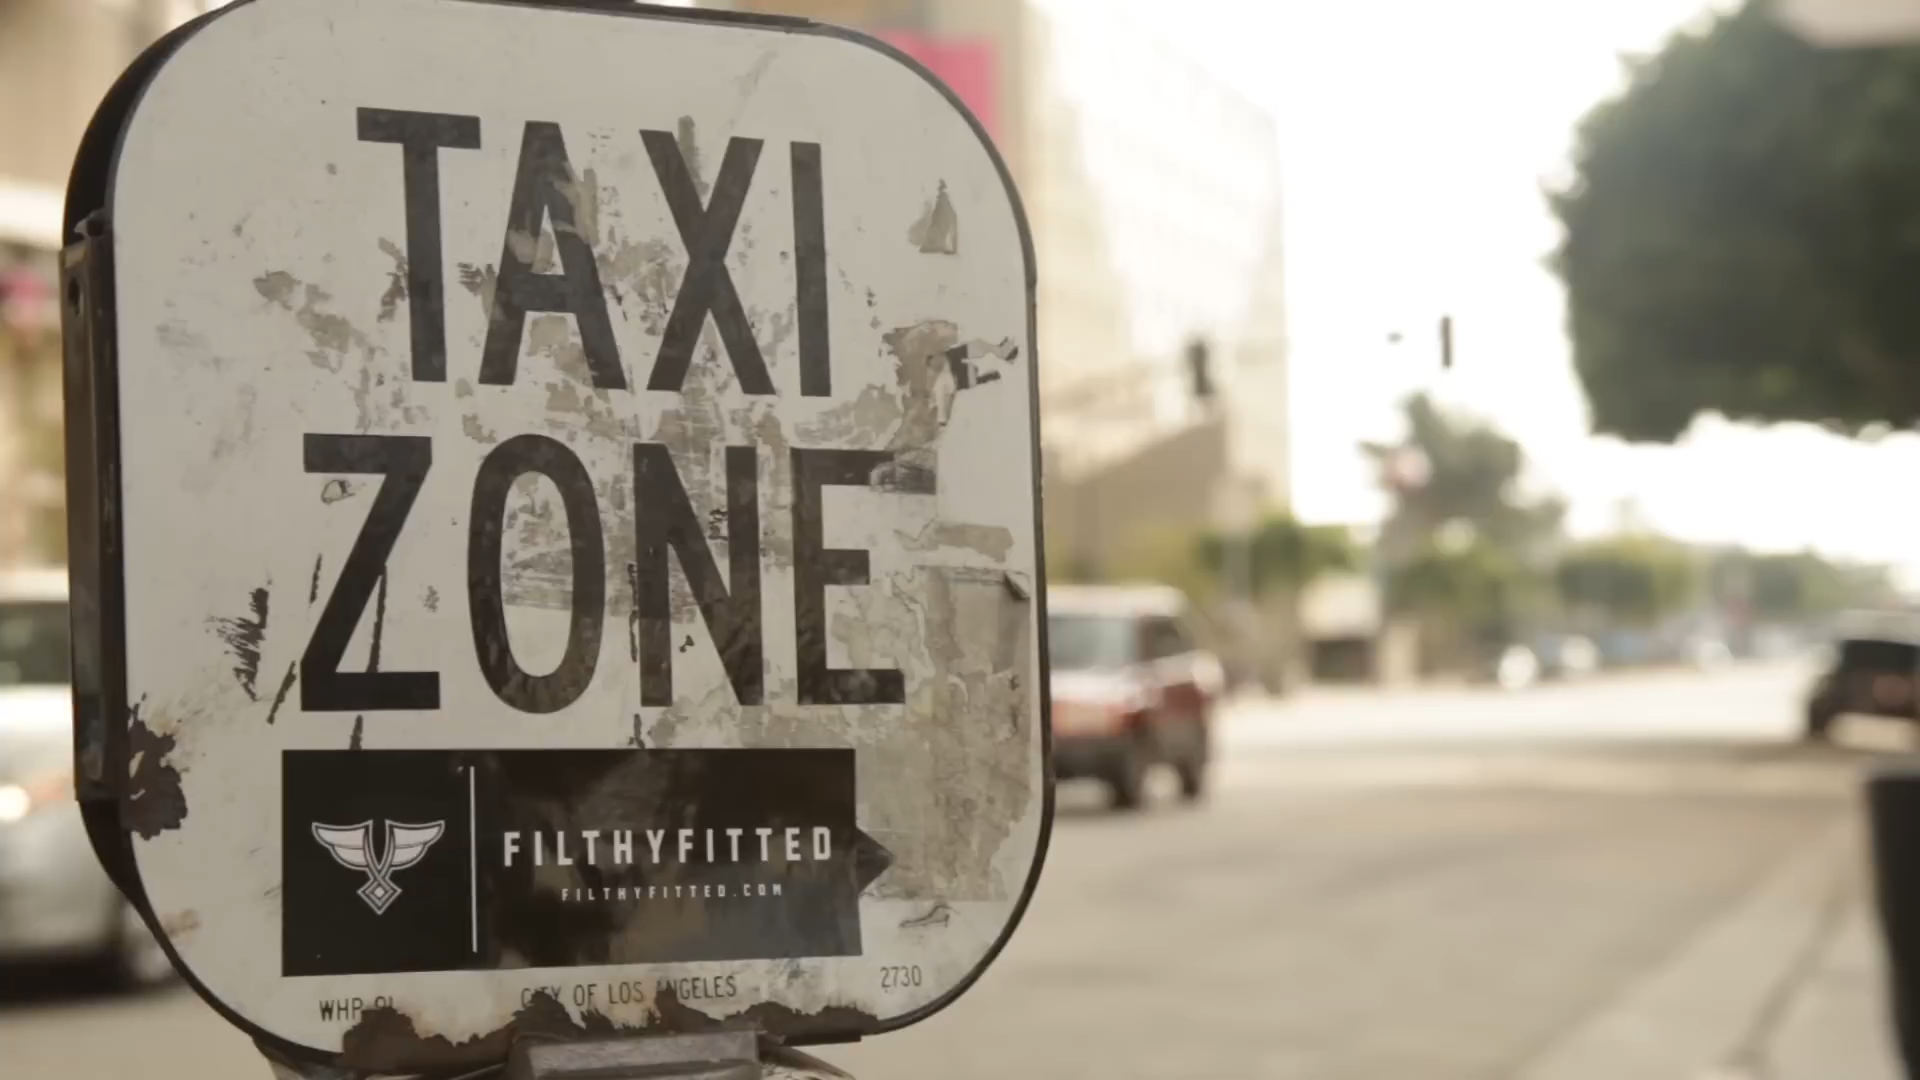 TAXI
ZONE
FILTHYFITTED
FILTHYFITTED.COM
CITY OF LOS ANGELES 2730